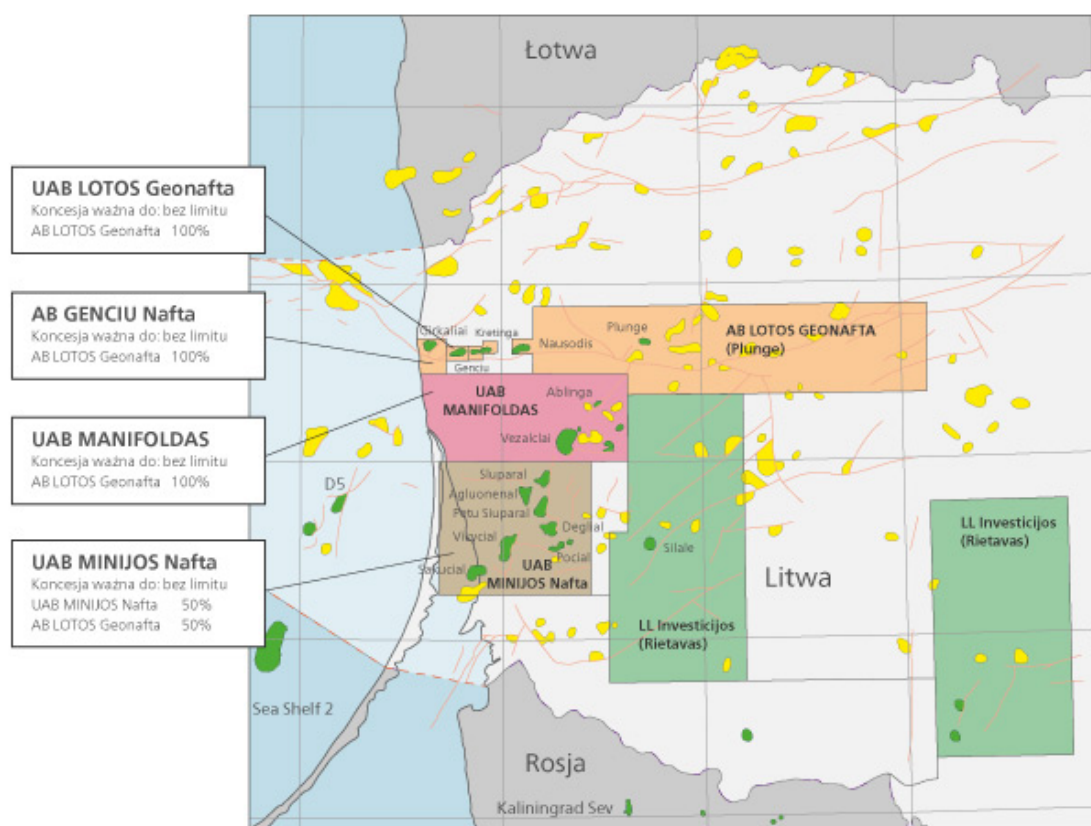 Łotwa
UAB LOTOS Geonafta
Koncesja ważna do: bez limitu
AB LOTOS Geonafta 100%
AB GENCIU Nafta
Koncesja ważna do: bez limitu
AB LOTOS Geonafta 100%
UAB MANIFOLDAS
Koncesja ważna do: bez limitu
AB LOTOS Geonafta 100%
UAB MINIJOS Nafta
Koncesja ważna do: bez limitu
UAB MINIJOS Nafta 50%
AB LOTOS Geonafta 50%
Girkaliai
Kretinga
Genciu
Nausodis
Plunge
AB LOTOS GEONAFTA
(Plunge)
UAB
MANIFOLDAS
Ablinga
Vezaiciai
Siuparai
Agluonenai
Petu Siuparai
Degliai
Vilkyciai
Pociai
Sakuciai
UAB
MINIJOS Nafta
D5
Silale
LL Investicijos
(Rietavas)
Litwa
LL Investicijos
(Rietavas)
Sea Shelf 2
Rosja
Kaliningrad Sev